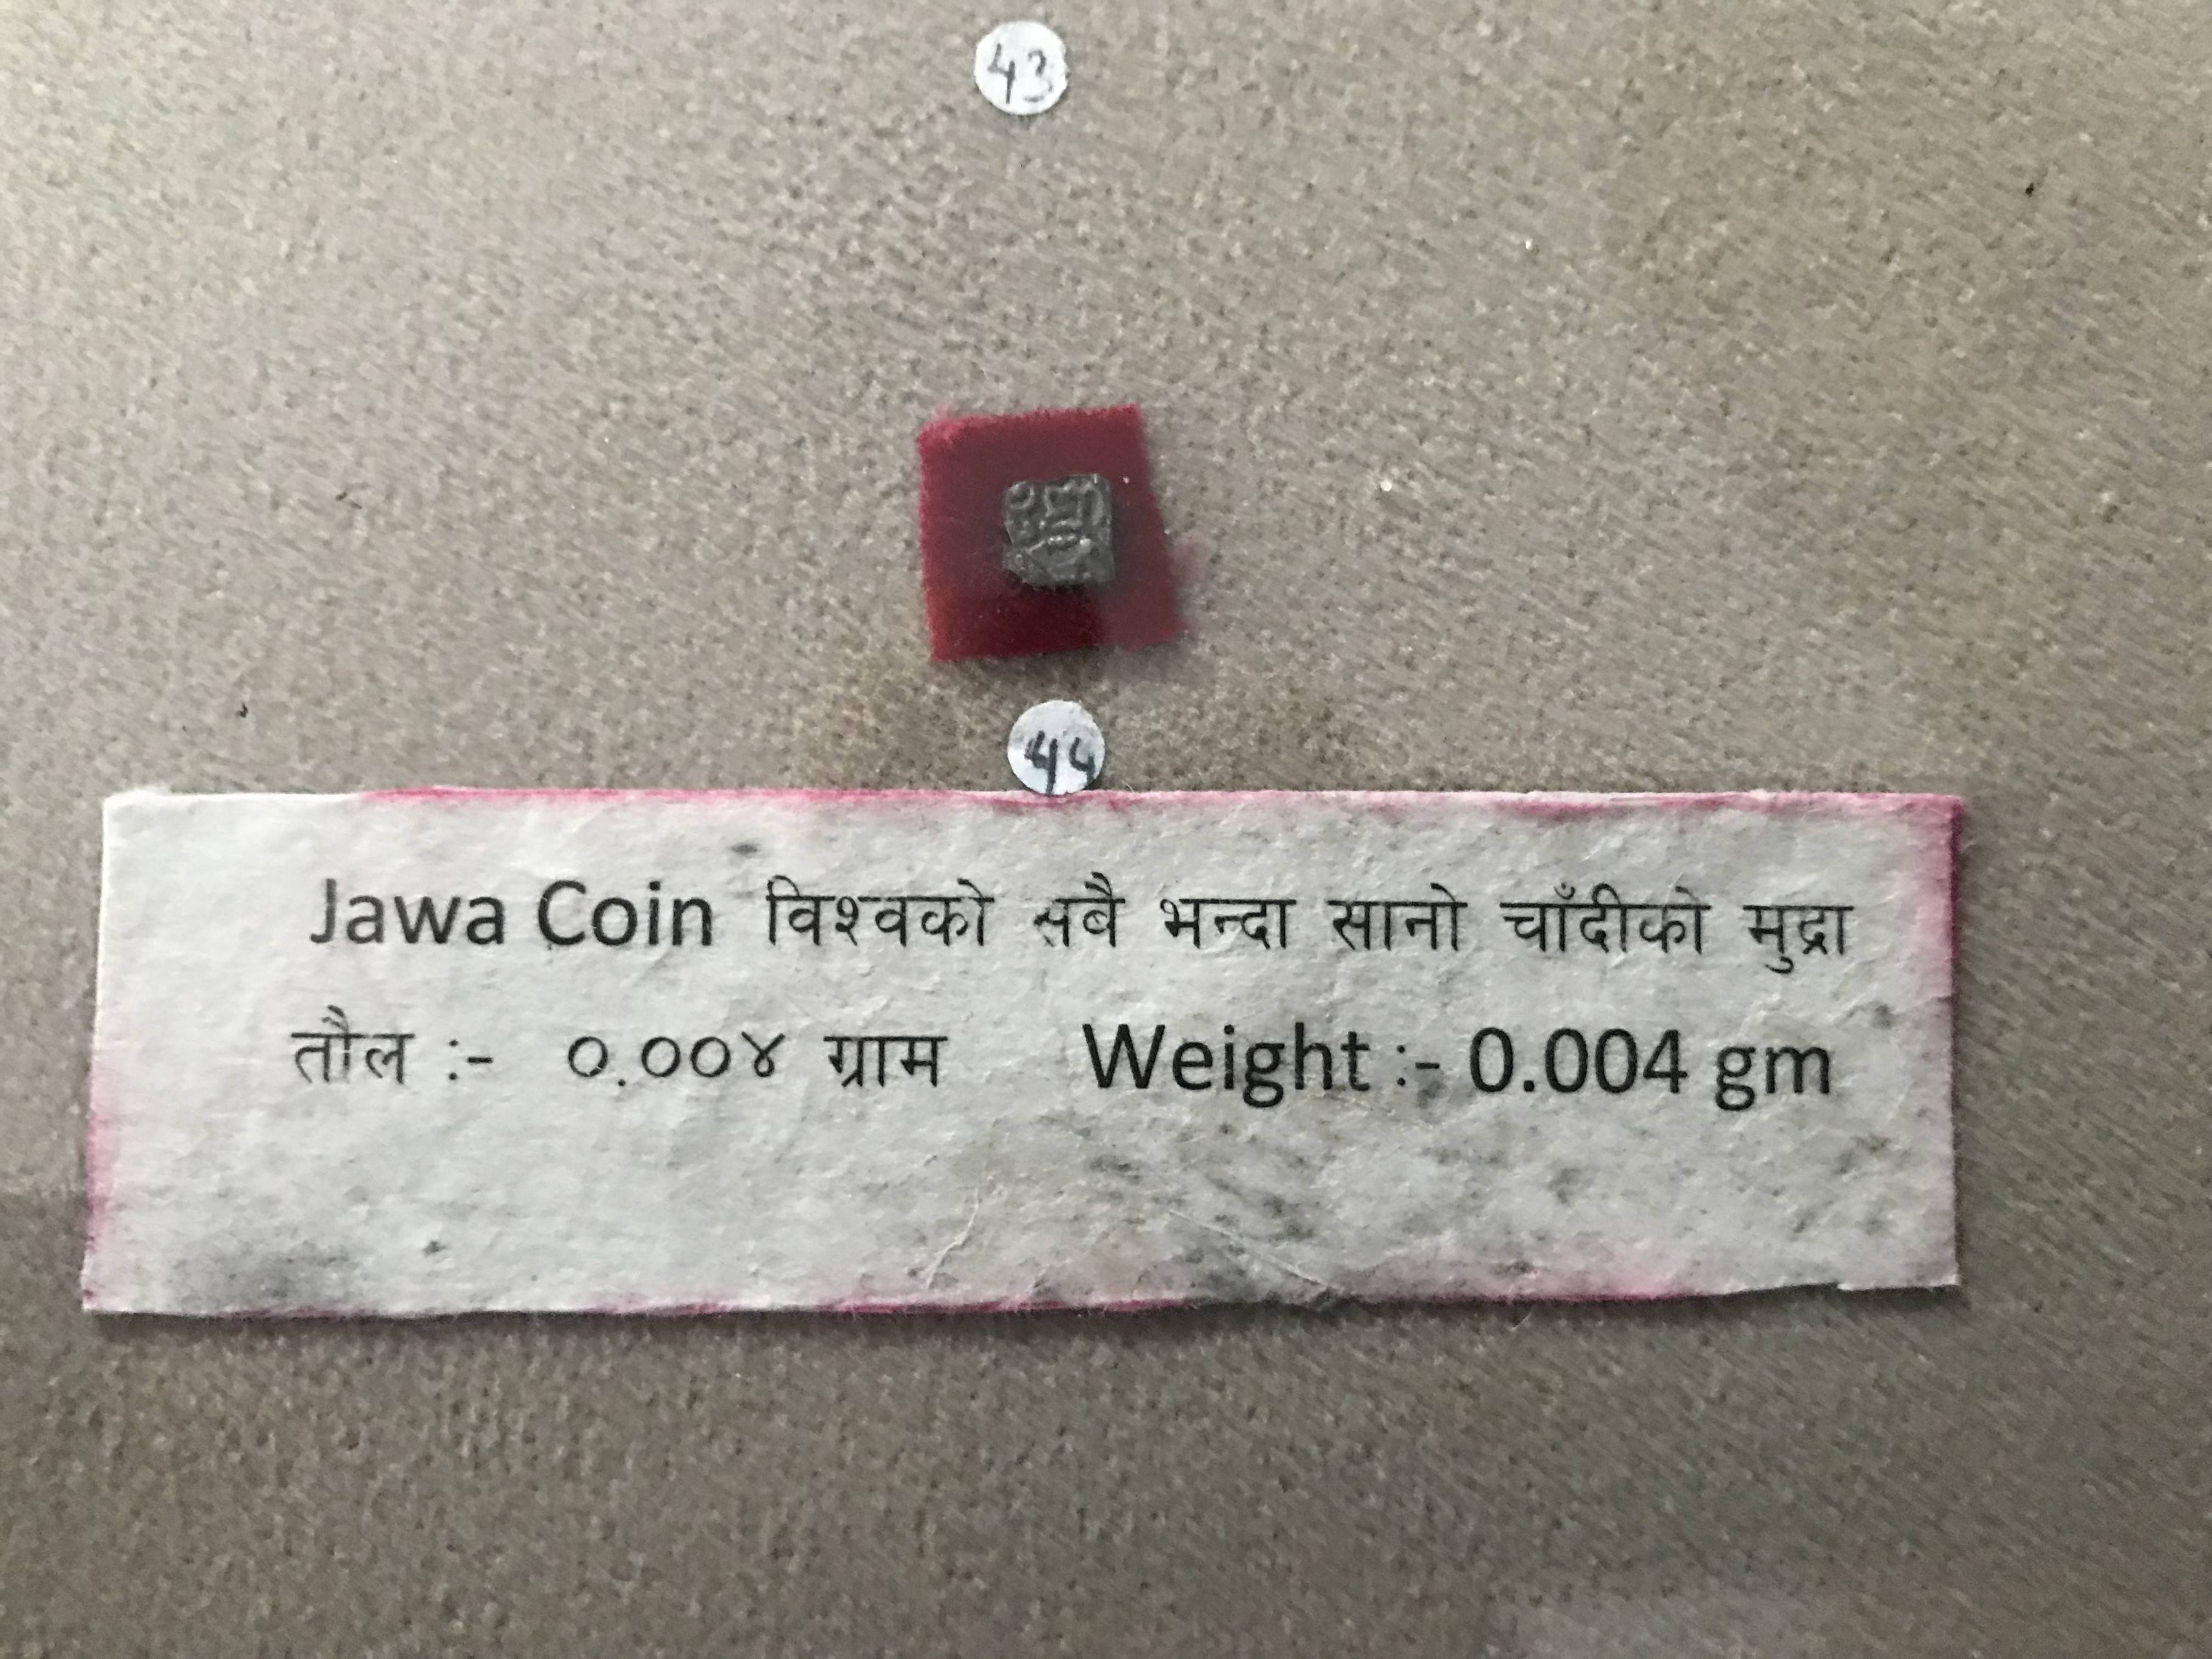 43
44
Jawa Coin विश्वको सबै भन्दा सानो चाँदीको मुद्रा
तौल :- ०.००४ ग्राम Weight :- 0.004 gm